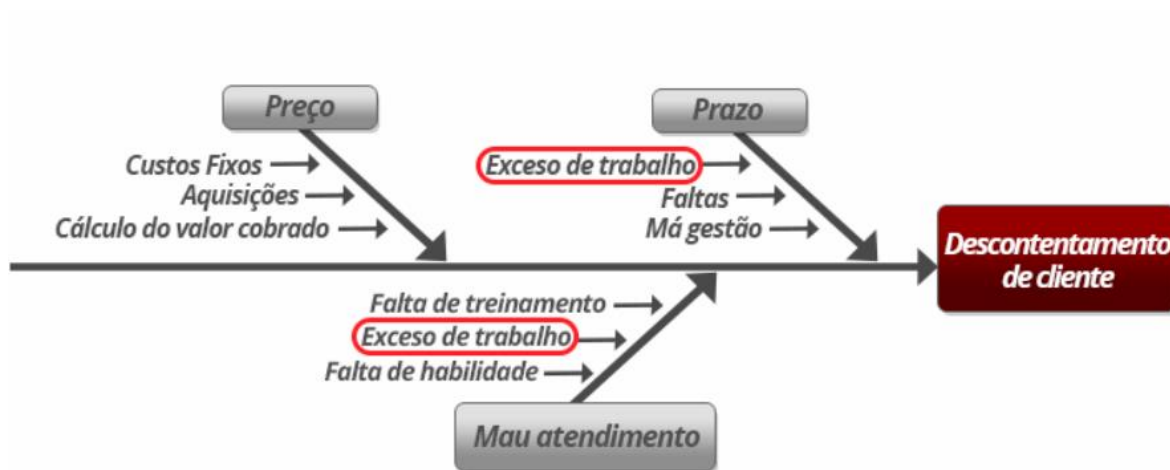 Preço
Prazo
Custos Fixos
Aquisições
Cálculo do valor cobrado
Exceso de trabalho
Faltas
Má gestão
Descontentamento
de cliente
Falta de treinamento
Exceso de trabalho
Falta de habilidade
Mau atendimento